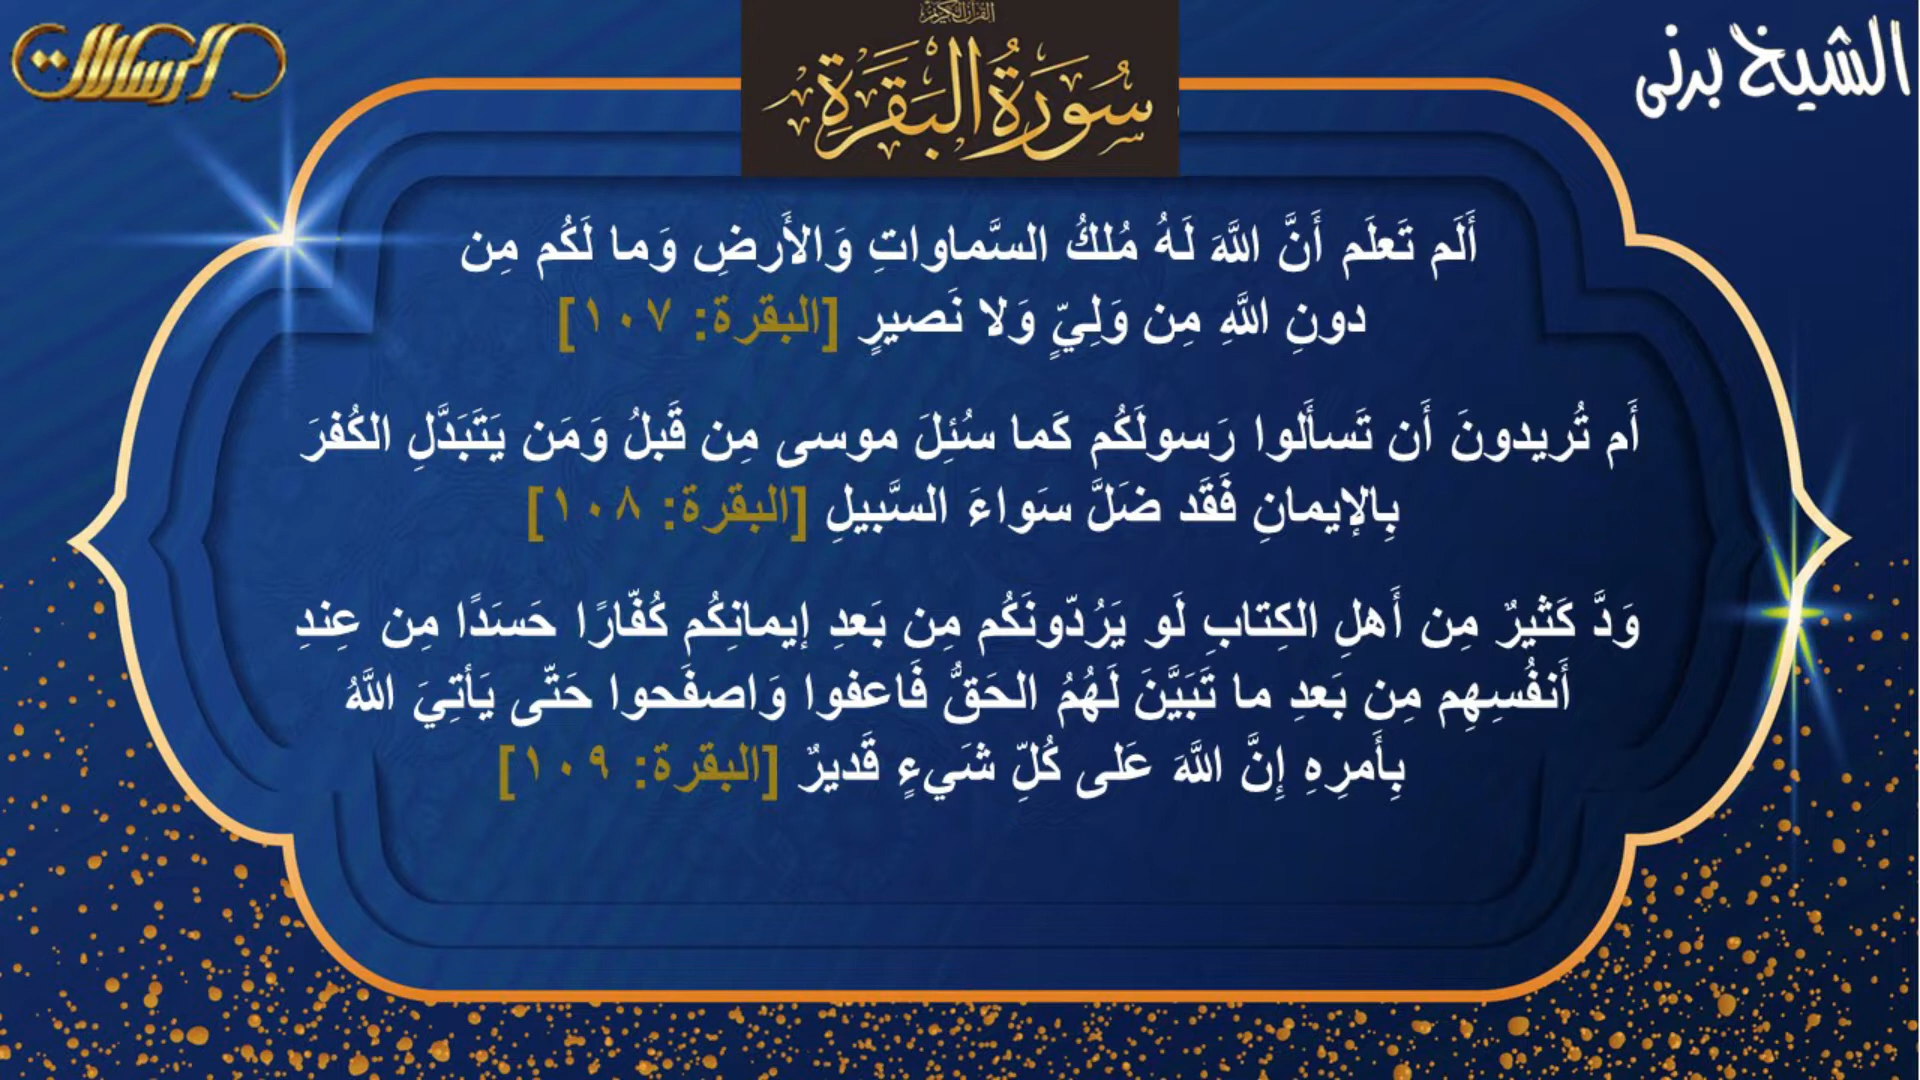 القرآن الكريم
الرسالات
سُورَةُ البَقَرَةِ
الشيخ برني
أَلَم تَعلَم أَنَّ اللَّهَ لَهُ مُلكُ السَّماواتِ وَالأَرضِ وَما لَكُم مِن
دونِ اللَّهِ مِن وَلِيٍّ وَلا نَصيرٍ [البقرة: ١٠٧]
أَم تُريدونَ أَن تَسأَلوا رَسولَكُم كَما سُئِلَ موسى مِن قَبلُ وَمَن يَتَبَدَّلِ الكُفرَ
بِالإيمانِ فَقَد ضَلَّ سَواءَ السَّبيلِ [البقرة: ١٠٨]
وَدَّ كَثيرٌ مِن أَهلِ الكِتابِ لَو يَرُدّونَكُم مِن بَعدِ إيمانِكُم كُفّارًا حَسَدًا مِن عِندِ
أَنفُسِهِم مِن بَعدِ ما تَبَيَّنَ لَهُمُ الحَقُّ فَاعفوا وَاصفَحوا حَتّى يَأتِيَ اللَّهُ
بِأَمرِهِ إِنَّ اللَّهَ عَلى كُلِّ شَيءٍ قَديرٌ [البقرة: ١٠٩]